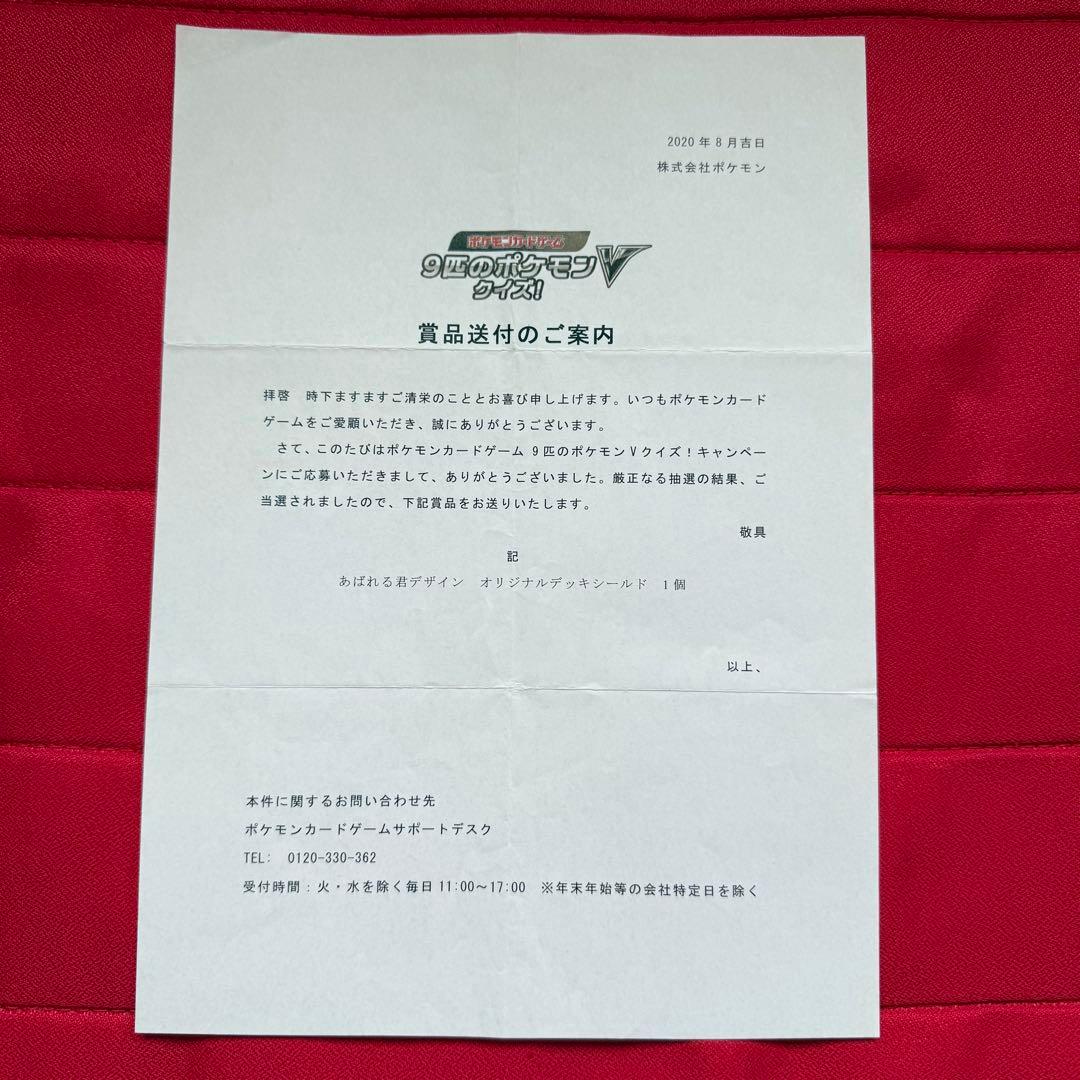 2020年8月吉日
株式会社ポケモン
ポケモンカードゲーム
9匹のポケモンV
クイズ!
賞品送付のご案内
拝啓　時下ますますご清栄のこととお喜び申し上げます。いつもポケモンカード
ゲームをご愛顧いただき、誠にありがとうございます。
　さて、このたびはポケモンカードゲーム 9匹のポケモンVクイズ！キャンペー
ンにご応募いただきまして、ありがとうございました。厳正なる抽選の結果、ご
当選されましたので、下記賞品をお送りいたします。
敬具
記
あばれる君デザイン　オリジナルデッキシールド　1個
以上、
本件に関するお問い合わせ先
ポケモンカードゲームサポートデスク
TEL:　0120-330-362
受付時間：火・水を除く毎日11:00～17:00　※年末年始等の会社特定日を除く